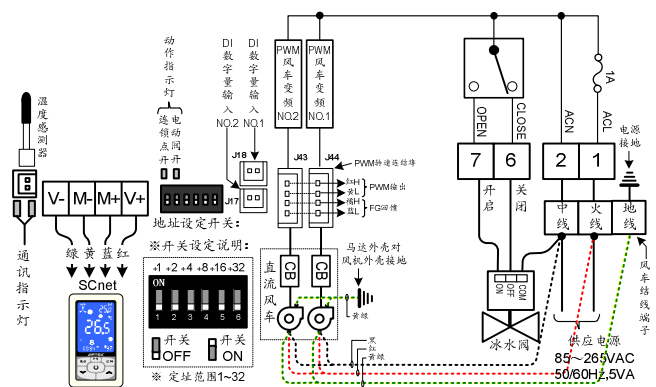 温度感测器
通讯指示灯
V-
M-
M+
V+
绿
黄
蓝
红
SCnet
26.5
动作指示灯
连锁点开
电动阀开
DI数字量输入NO.2
DI数字量输入NO.1
J18
J17
地址设定开关:
※开关设定说明:
+1 +2 +4 +8 +16 +32
ON
1 2 3 4 5 6
开关
OFF
开关
ON
※ 定址范围1~32
PWM风车变频NO.2
PWM风车变频NO.1
J43
J44
PWM转速连结埠
红H
黄L
PWM输出
橘H
蓝L
FG回馈
CB
CB
直流风车
马达外壳对
风机外壳接地
黄绿
黑
红
黄绿
OPEN
CLOSE
7
6
开启
关闭
ON
OFF
COM
冰水阀
ACN
ACL
1A
2
1
电源
接地
中线
火线
地线
风车结线端子
供应电源
85~265VAC
50/60Hz,5VA